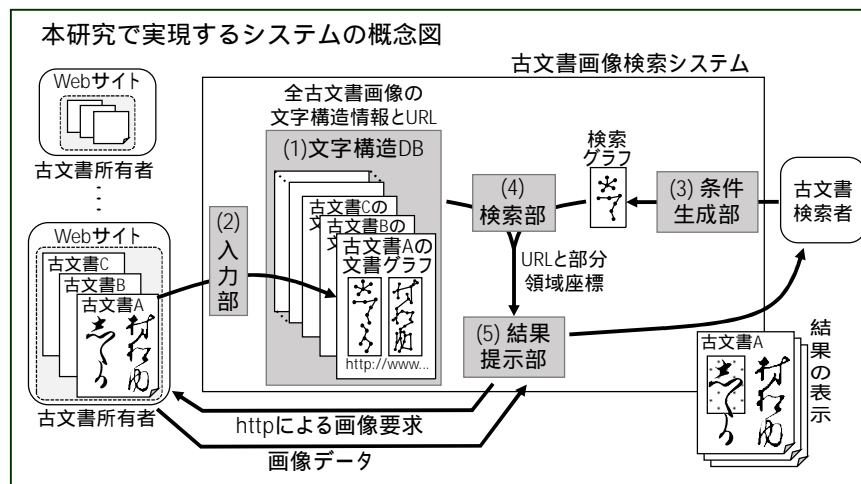 本研究で実現するシステムの概念図
古文書画像検索システム
Webサイト
古文書所有者
Webサイト
古文書C
古文書B
古文書A
古文書所有者
(2)
入
力
部
全古文書画像の
文字構造情報とURL
(1)文字構造DB
古文書Cの
文
古文書Bの
文
古文書Aの
文書グラフ
http://www...
(4)
検索部
検索
グラフ
(3) 条件
生成部
古文書
検索者
URLと部分
領域座標
(5) 結果
提示部
httpによる画像要求
画像データ
古文書A
結果の表示